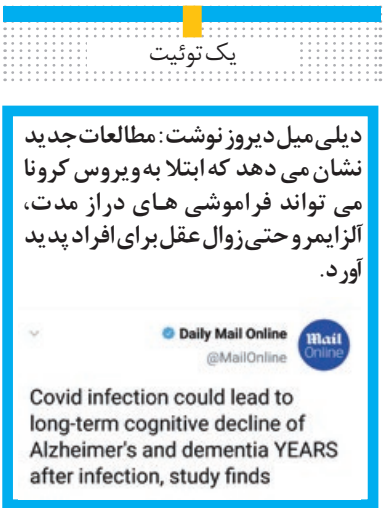 یک توئیت
دیلی میل دیروز نوشت: مطالعات جدید
نشان می دهد که ابتلا به ویروس کرونا
می تواند فراموشی های دراز مدت،
آلزایمر و حتی زوال عقل برای افراد پدید
آورد.
Daily Mail Online
@MailOnline
Mail
Online
Covid infection could lead to
long-term cognitive decline of
Alzheimer's and dementia YEARS
after infection, study finds